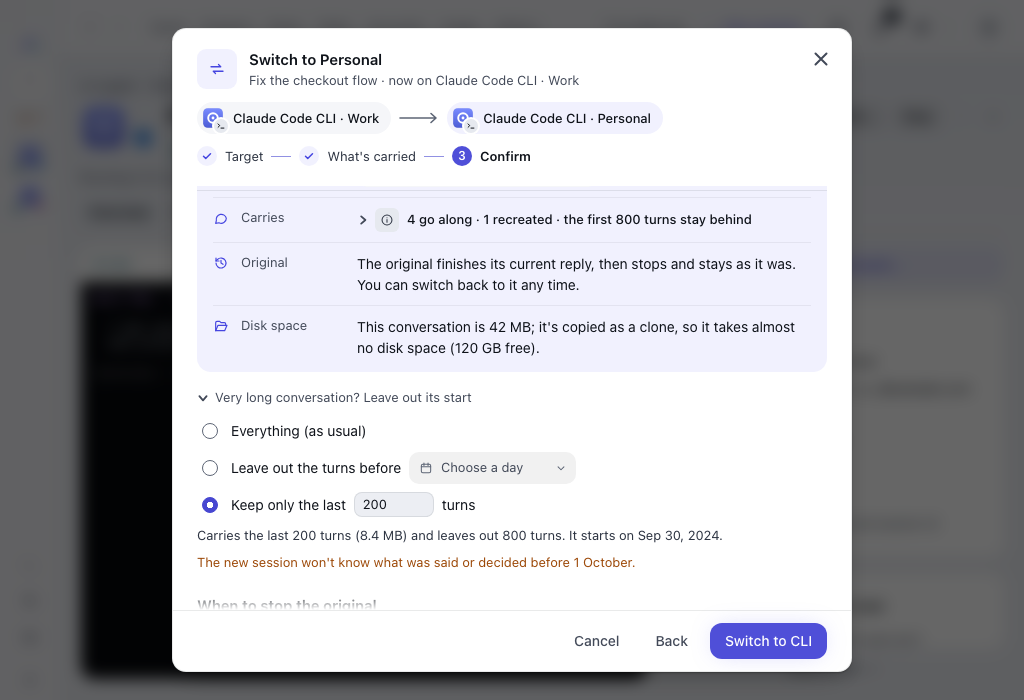 Switch to Personal
Fix the checkout flow · now on Claude Code CLI · Work
Claude Code CLI · Work
Claude Code CLI · Personal
Target
What's carried
3 Confirm
Carries
4 go along · 1 recreated · the first 800 turns stay behind
Original
The original finishes its current reply, then stops and stays as it was.
You can switch back to it any time.
Disk space
This conversation is 42 MB; it's copied as a clone, so it takes almost
no disk space (120 GB free).
Very long conversation? Leave out its start
Everything (as usual)
Leave out the turns before Choose a day
Keep only the last 200 turns
Carries the last 200 turns (8.4 MB) and leaves out 800 turns. It starts on Sep 30, 2024.
The new session won't know what was said or decided before 1 October.
When to stop the original
Cancel
Back
Switch to CLI